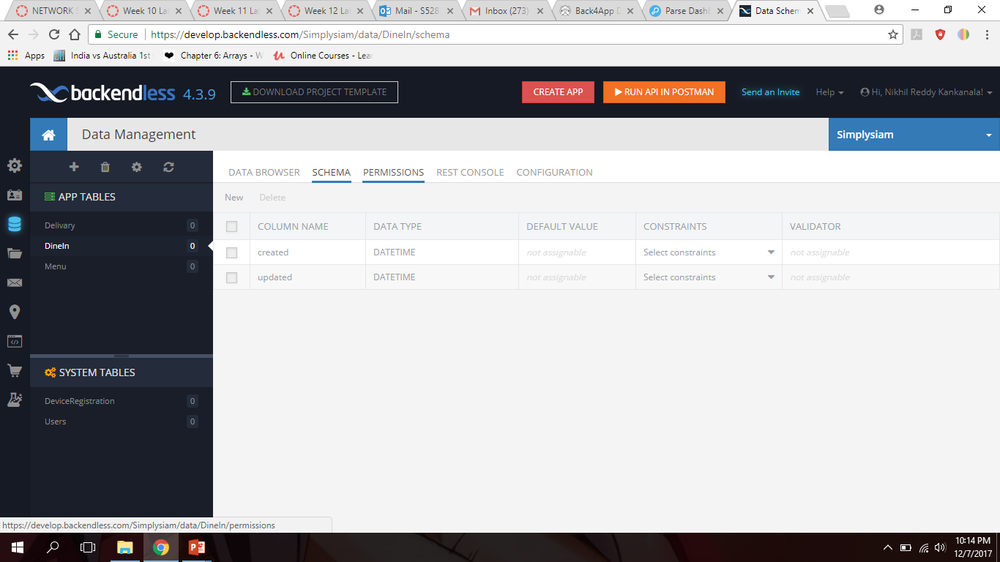 NETWORK S
Week 10 La
Week 11 La
Week 12 La
Mail - S528
Inbox (273)
Back4App D
Parse Dash
Data Schem
Secure
https://develop.backendless.com/Simplysiam/data/DineIn/schema
Apps
India vs Australia 1st
Chapter 6: Arrays - W
Online Courses - Lea
backendless 4.3.9
DOWNLOAD PROJECT TEMPLATE
CREATE APP
RUN API IN POSTMAN
Send an Invite
Help
Hi, Nikhil Reddy Kankanala!
Data Management
Simplysiam
DATA BROWSER
SCHEMA
PERMISSIONS
REST CONSOLE
CONFIGURATION
New
Delete
APP TABLES
Delivary 0
DineIn 0
Menu 0
COLUMN NAME DATA TYPE DEFAULT VALUE CONSTRAINTS VALIDATOR
created DATETIME not assignable Select constraints not assignable
updated DATETIME not assignable Select constraints not assignable
SYSTEM TABLES
DeviceRegistration 0
Users 0
https://develop.backendless.com/Simplysiam/data/DineIn/permissions
10:14 PM
12/7/2017